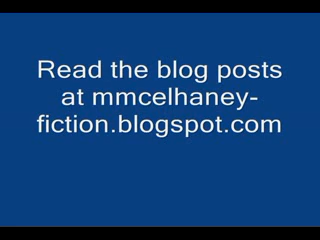 Read the blog posts
at mmcelhaney-
fiction.blogspot.com